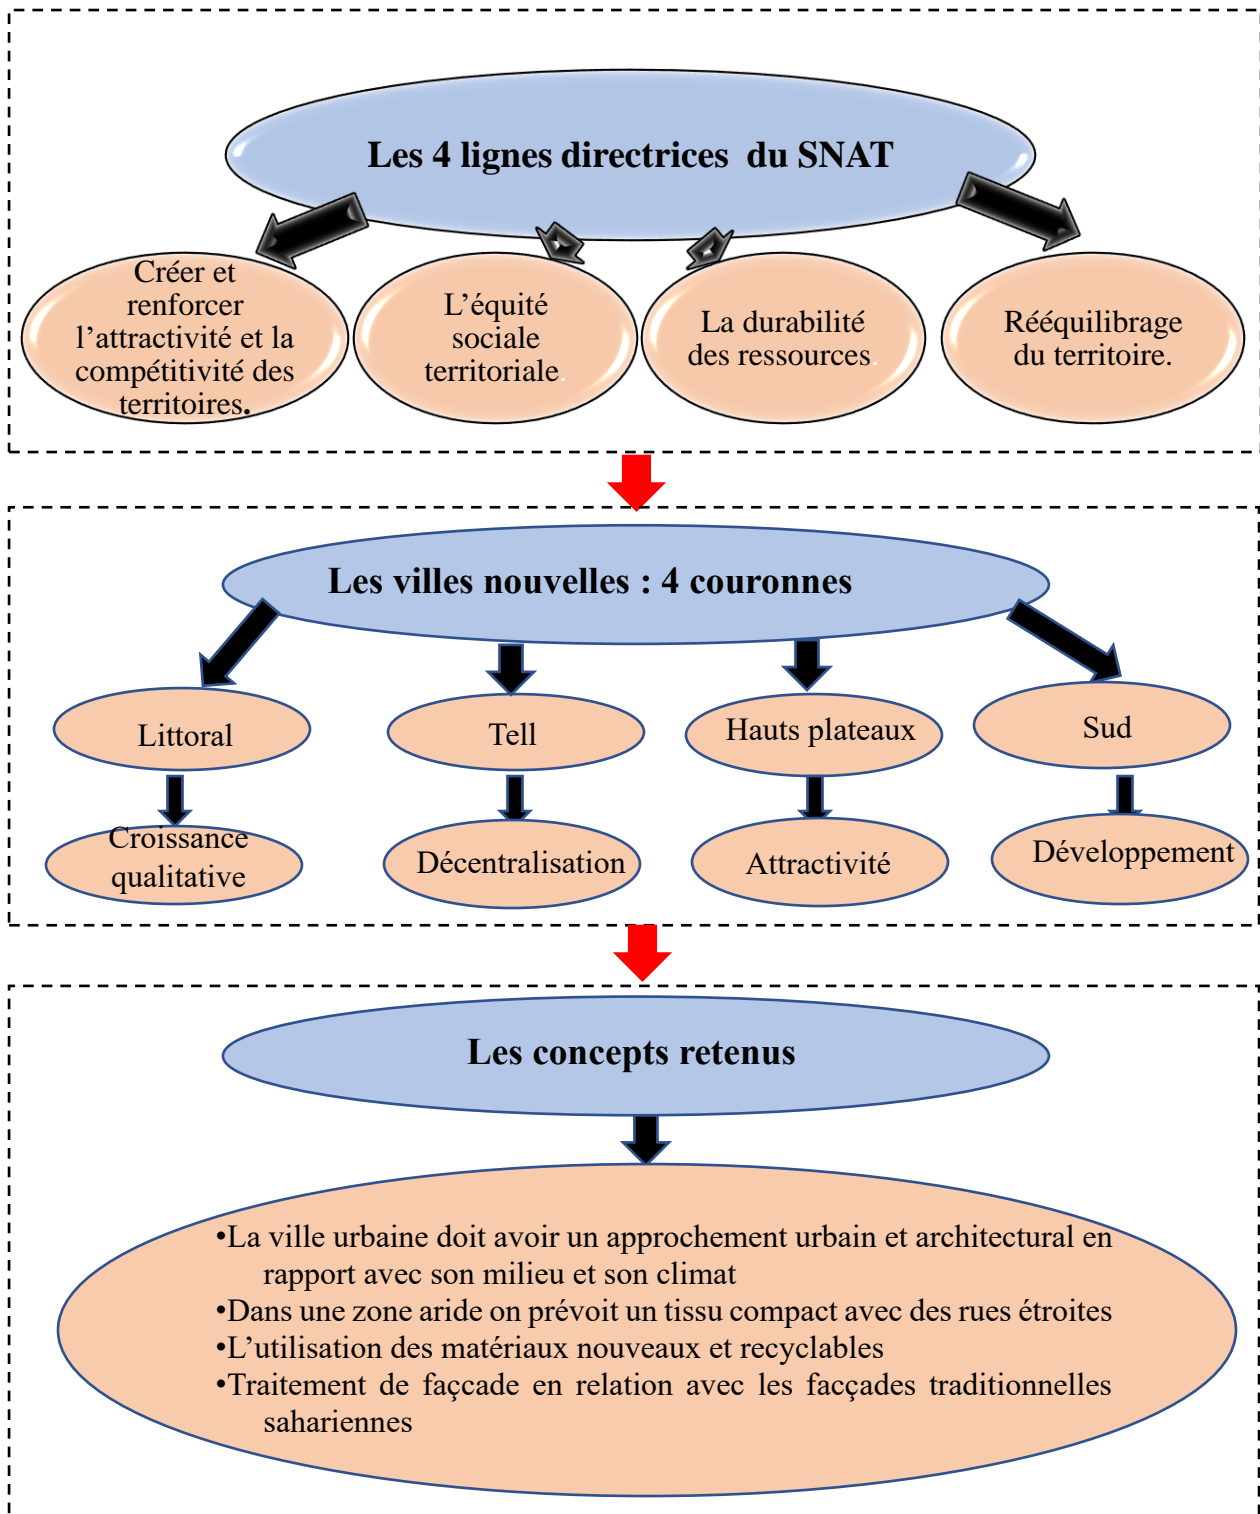 Les 4 lignes directrices du SNAT
Créer et
renforcer
l’attractivité et la
compétitivité des
territoires.
L’équité
sociale
territoriale.
La durabilité
des ressources.
Rééquilibrage
du territoire.
Les villes nouvelles : 4 couronnes
Littoral
Tell
Hauts plateaux
Sud
Croissance
qualitative
Décentralisation
Attractivité
Développement
Les concepts retenus
•La ville urbaine doit avoir un approchement urbain et architectural en
rapport avec son milieu et son climat
•Dans une zone aride on prévoit un tissu compact avec des rues étroites
•L’utilisation des matériaux nouveaux et recyclables
•Traitement de façcade en relation avec les facçades traditionnelles
sahariennes